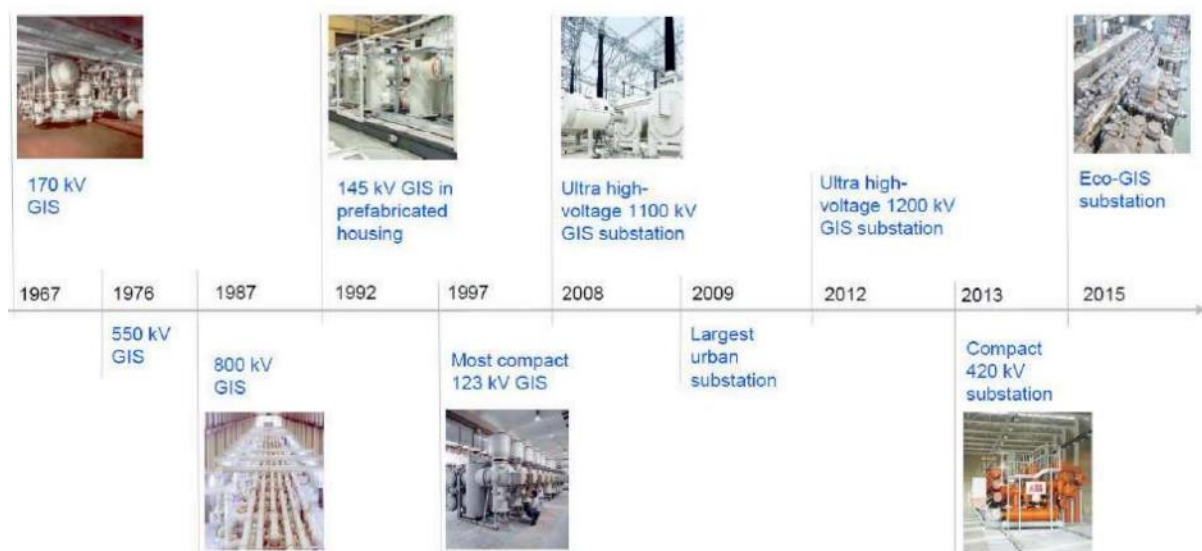 170 kV
GIS
145 kV GIS in
prefabricated
housing
Ultra high-
voltage 1100 kV
GIS substation
Ultra high-
voltage 1200 kV
GIS substation
Eco-GIS
substation
1967
1976
1987
1992
1997
2008
2009
2012
2013
2015
550 kV
GIS
800 kV
GIS
Most compact
123 kV GIS
Largest
urban
substation
Compact
420 kV
substation
ABB